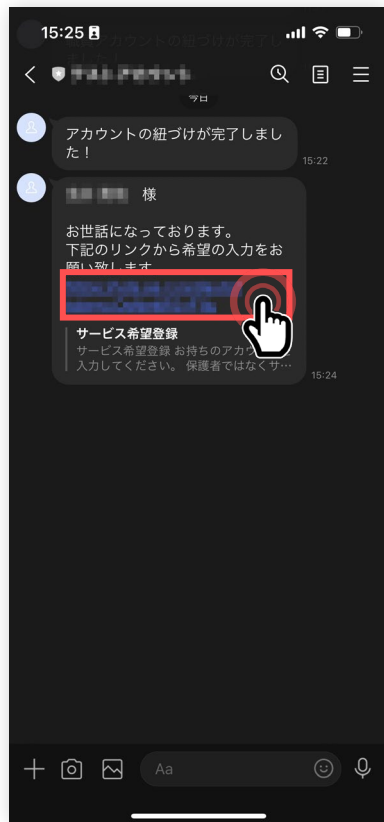 15:25
今日
アカウントの紐づけが完了しまし
た！
15:22
様
お世話になっております。
下記のリンクから希望の入力をお
願い致します
サービス希望登録
サービス希望登録 お持ちのアカウ
入力してください。 保護者ではなくサ…
15:24
Aa